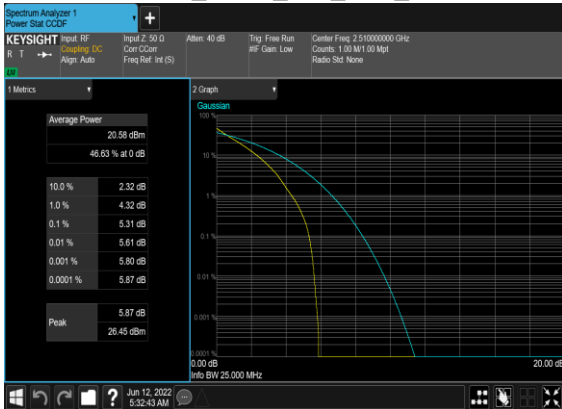 Spectrum Analyzer 1
Power Stat CCDF
+
KEYSIGHT
R T
LXI
Input: RF
Coupling: DC
Align: Auto
Input Z: 50 Ω
Corr CCorr
Freq Ref: Int (S)
Atten: 40 dB
Trig: Free Run
#IF Gain: Low
Center Freq: 2.510000000 GHz
Counts: 1.00 M/1.00 Mpt
Radio Std: None
1 Metrics
Average Power
20.58 dBm
46.63 % at 0 dB
10.0 % 2.32 dB
1.0 % 4.32 dB
0.1 % 5.31 dB
0.01 % 5.61 dB
0.001 % 5.80 dB
0.0001 % 5.87 dB
Peak
5.87 dB
26.45 dBm
2 Graph
Gaussian
100 %
10 %
1 %
0.1 %
0.01 %
0.001 %
0.0001 %
0.00 dB
20.00 dB
Info BW 25.000 MHz
?
Jun 12, 2022
5:32:43 AM